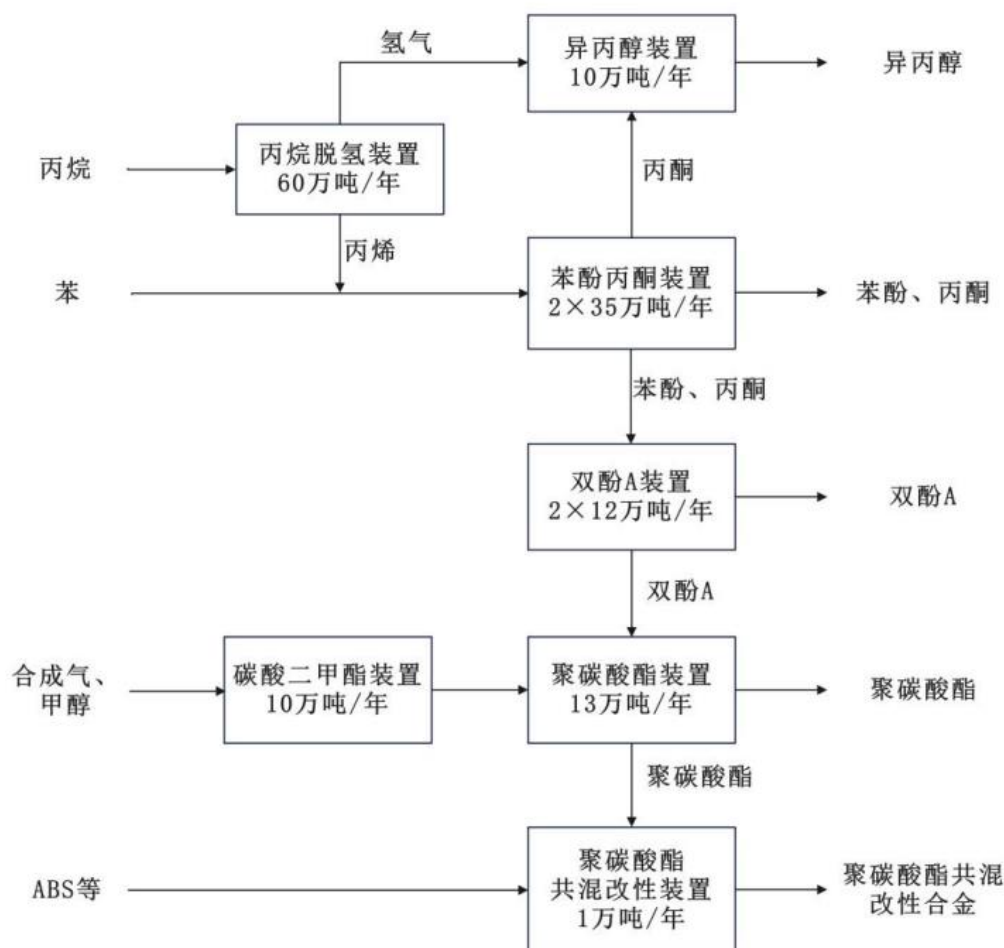 氢气
异丙醇装置
10万吨/年
异丙醇
丙烷
丙烷脱氢装置
60万吨/年
丙酮
丙烯
苯
苯酚丙酮装置
2×35万吨/年
苯酚、丙酮
苯酚、丙酮
双酚A装置
2×12万吨/年
双酚A
双酚A
合成气、
甲醇
碳酸二甲酯装置
10万吨/年
聚碳酸酯装置
13万吨/年
聚碳酸酯
聚碳酸酯
ABS等
聚碳酸酯
共混改性装置
1万吨/年
聚碳酸酯共混
改性合金